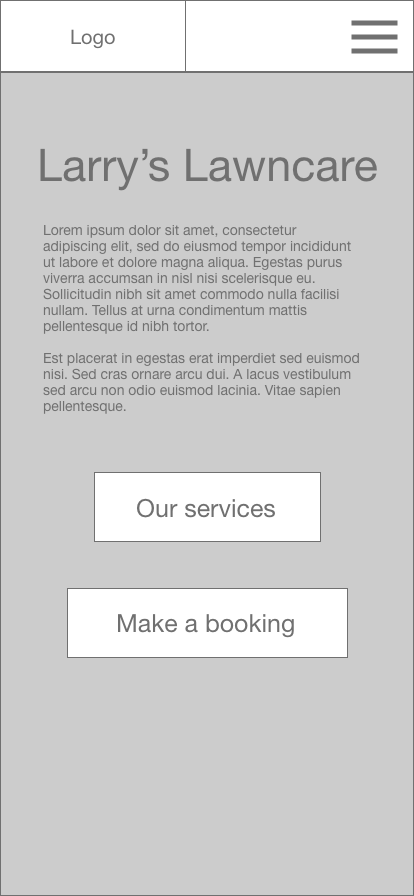 Logo
Larry’s Lawncare
Lorem ipsum dolor sit amet, consectetur
adipiscing elit, sed do eiusmod tempor incididunt
ut labore et dolore magna aliqua. Egestas purus
viverra accumsan in nisl nisi scelerisque eu.
Sollicitudin nibh sit amet commodo nulla facilisi
nullam. Tellus at urna condimentum mattis
pellentesque id nibh tortor.
Est placerat in egestas erat imperdiet sed euismod
nisi. Sed cras ornare arcu dui. A lacus vestibulum
sed arcu non odio euismod lacinia. Vitae sapien
pellentesque.
Our services
Make a booking